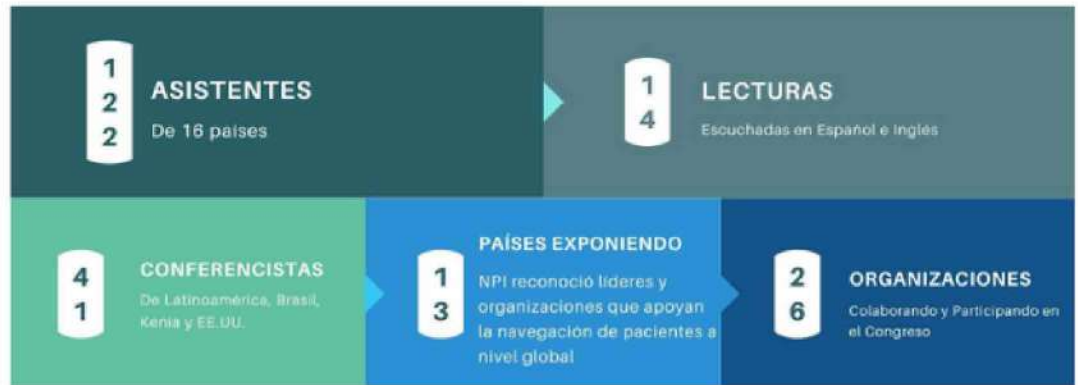 1
2
2
ASISTENTES
De 16 países
1
4
LECTURAS
Escuchadas en Español e Inglés
4
1
CONFERENCISTAS
De Latinoamérica, Brasil,
Kenia y EE.UU.
1
3
PAÍSES EXPONIENDO
NPI reconoció líderes y
organizaciones que apoyan
la navegación de pacientes a
nivel global
2
6
ORGANIZACIONES
Colaborando y Participando en
el Congreso